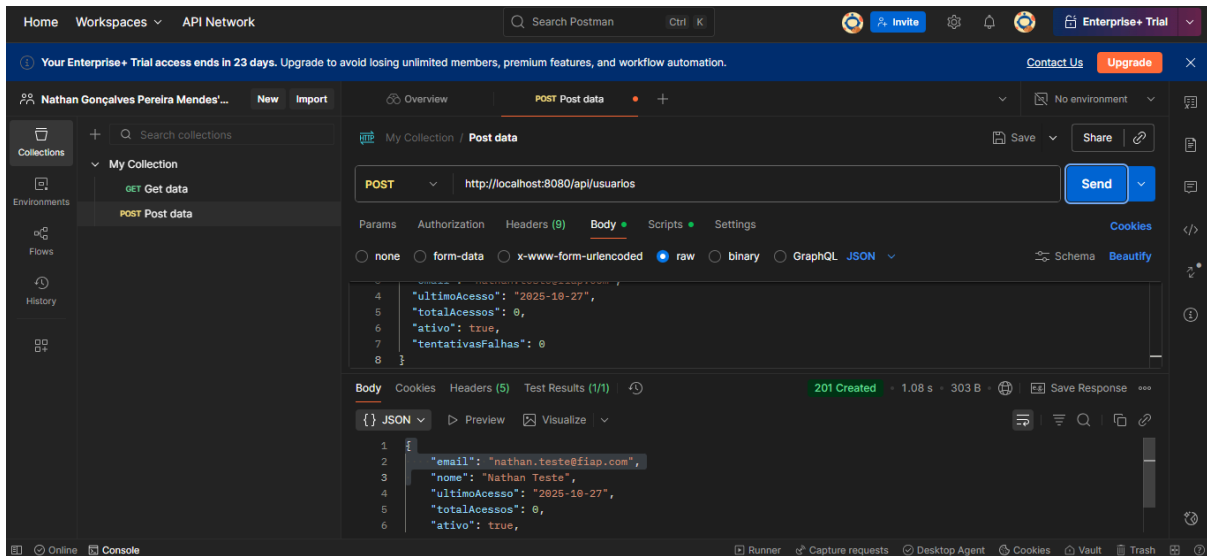 Home Workspaces API Network Search Postman Ctrl K Invite Enterprise+ Trial
Your Enterprise+ Trial access ends in 23 days. Upgrade to avoid losing unlimited members, premium features, and workflow automation. Contact Us Upgrade
Nathan Gonçalves Pereira Mendes'... New Import Overview POST Post data No environment
Collections
Search collections
My Collection / Post data Save Share
My Collection
GET Get data
POST Post data
Environments
Flows
History
POST http://localhost:8080/api/usuarios Send
Params Authorization Headers (9) Body Scripts Settings Cookies
none form-data x-www-form-urlencoded raw binary GraphQL JSON Schema Beautify
4 "ultimoAcesso": "2025-10-27",
5 "totalAcessos": 0,
6 "ativo": true,
7 "tentativasFalhas": 0
8 }
Body Cookies Headers (5) Test Results (1/1) 201 Created 1.08 s 303 B Save Response
{} JSON Preview Visualize
1 {
2 "email": "nathan.teste@fiap.com",
3 "nome": "Nathan Teste",
4 "ultimoAcesso": "2025-10-27",
5 "totalAcessos": 0,
6 "ativo": true,
Online Console Runner Capture requests Desktop Agent Cookies Vault Trash